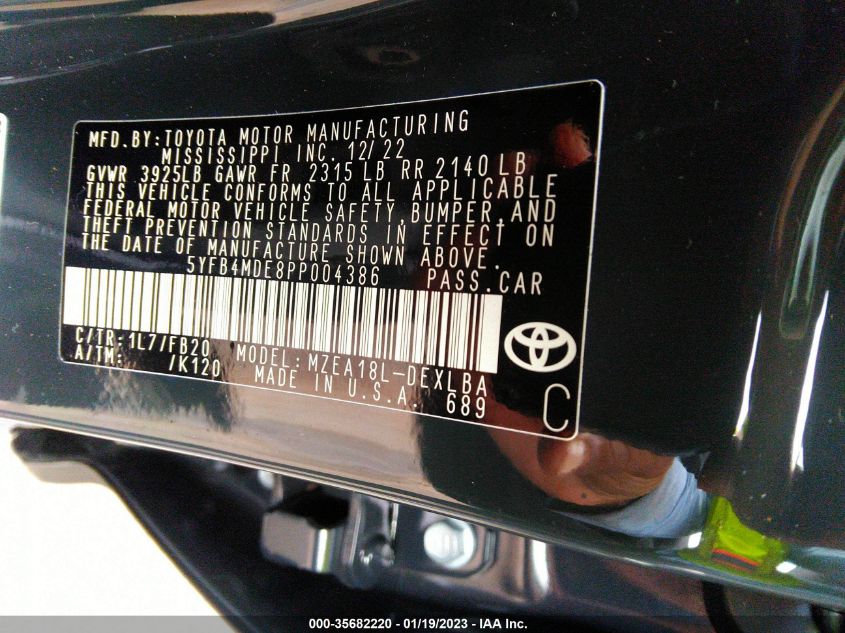 MFD.BY:TOYOTA MOTOR MANUFACTURING
MISSISSIPPI INC. 12/22
GVWR 3925LB GAWR FR 2315 LB RR 2140 LB
THIS VEHICLE CONFORMS TO ALL APPLICABLE
FEDERAL MOTOR VEHICLE SAFETY,BUMPER,AND
THEFT PREVENTION STANDARDS IN EFFECT ON
THE DATE OF MANUFACTURE SHOWN ABOVE.
5YFB4MDE8PP004386 PASS.CAR
C/TR:1L7/FB20 MODEL: MZEA18L-DEXLBA
A/TM: /K120 MADE IN U.S.A. 689
C
000-35682220 - 01/19/2023 - IAA Inc.